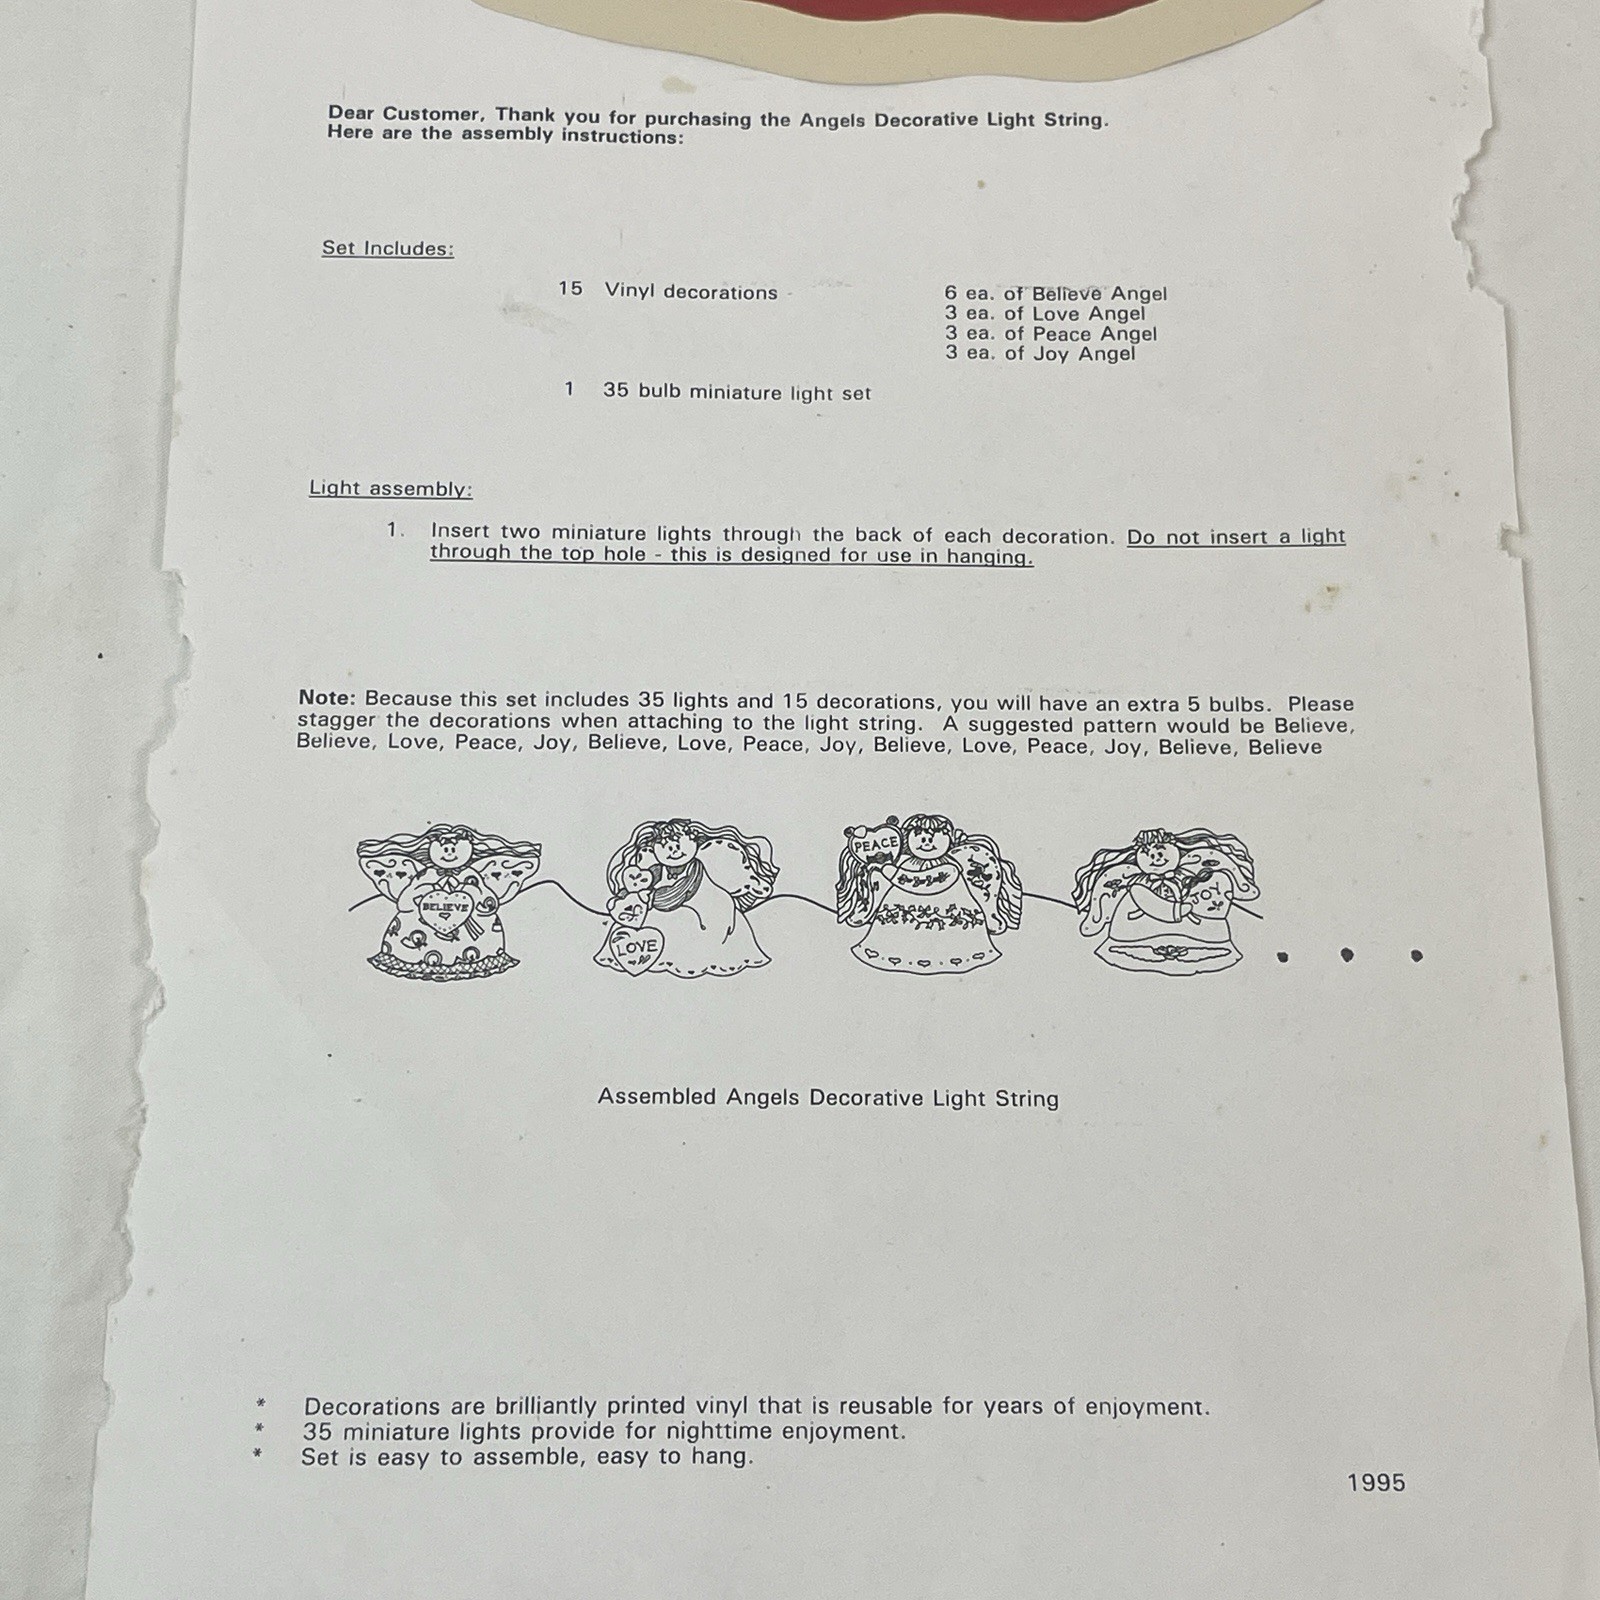 Dear Customer, Thank you for purchasing the Angels Decorative Light String.
Here are the assembly instructions:
Set Includes:
15 Vinyl decorations
6 ea. of Believe Angel
3 ea. of Love Angel
3 ea. of Peace Angel
3 ea. of Joy Angel
1 35 bulb miniature light set
Light assembly:
1. Insert two miniature lights through the back of each decoration. Do not insert a light
through the top hole - this is designed for use in hanging.
Note: Because this set includes 35 lights and 15 decorations, you will have an extra 5 bulbs. Please
stagger the decorations when attaching to the light string. A suggested pattern would be Believe,
Believe, Love, Peace, Joy, Believe, Love, Peace, Joy, Believe, Love, Peace, Joy, Believe, Believe
BELIEVE
LOVE
PEACE
JOY
Assembled Angels Decorative Light String
* Decorations are brilliantly printed vinyl that is reusable for years of enjoyment.
* 35 miniature lights provide for nighttime enjoyment.
* Set is easy to assemble, easy to hang.
1995